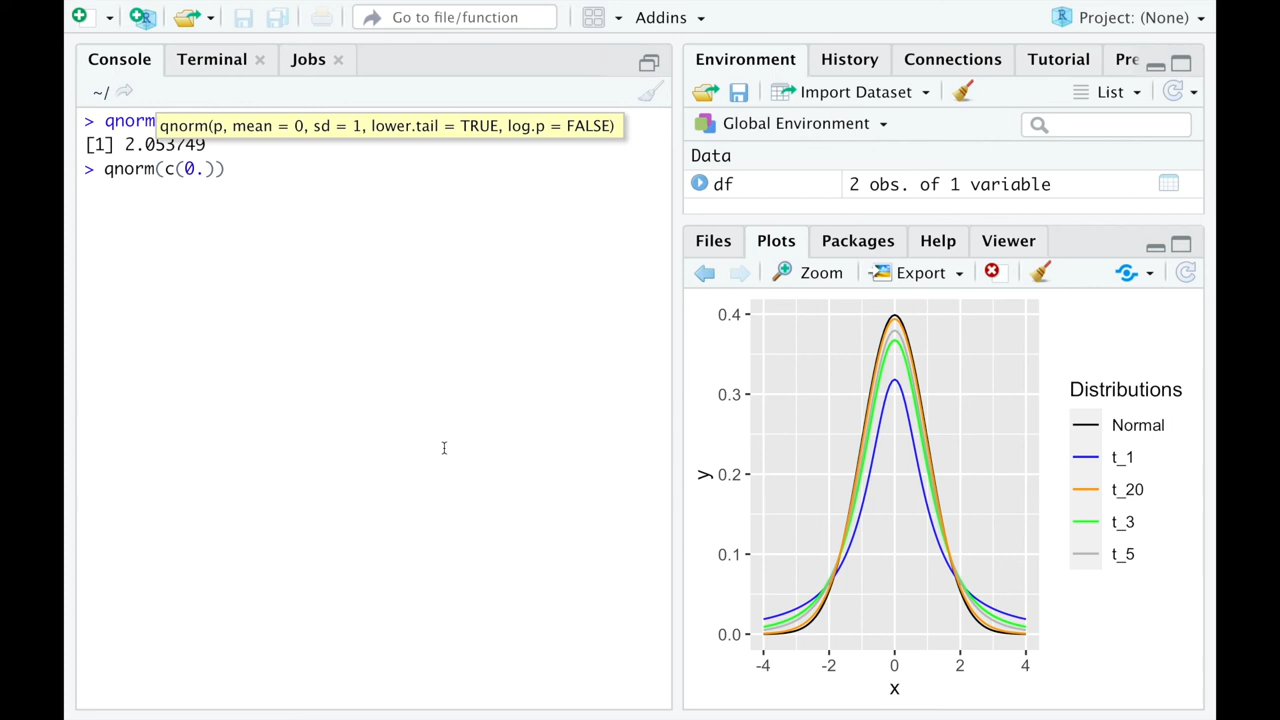 Go to file/function
Addins
Project: (None)
Console
Terminal
Jobs
~/
> qnorm
qnorm(p, mean = 0, sd = 1, lower.tail = TRUE, log.p = FALSE)
[1] 2.053749
> qnorm(c(0.))
Environment
History
Connections
Tutorial
Pre
Import Dataset
List
Global Environment
Data
df
2 obs. of 1 variable
Files
Plots
Packages
Help
Viewer
Zoom
Export
0.4
0.3
0.2
0.1
0.0
y
-4 -2 0 2 4
x
Distributions
Normal
t_1
t_20
t_3
t_5